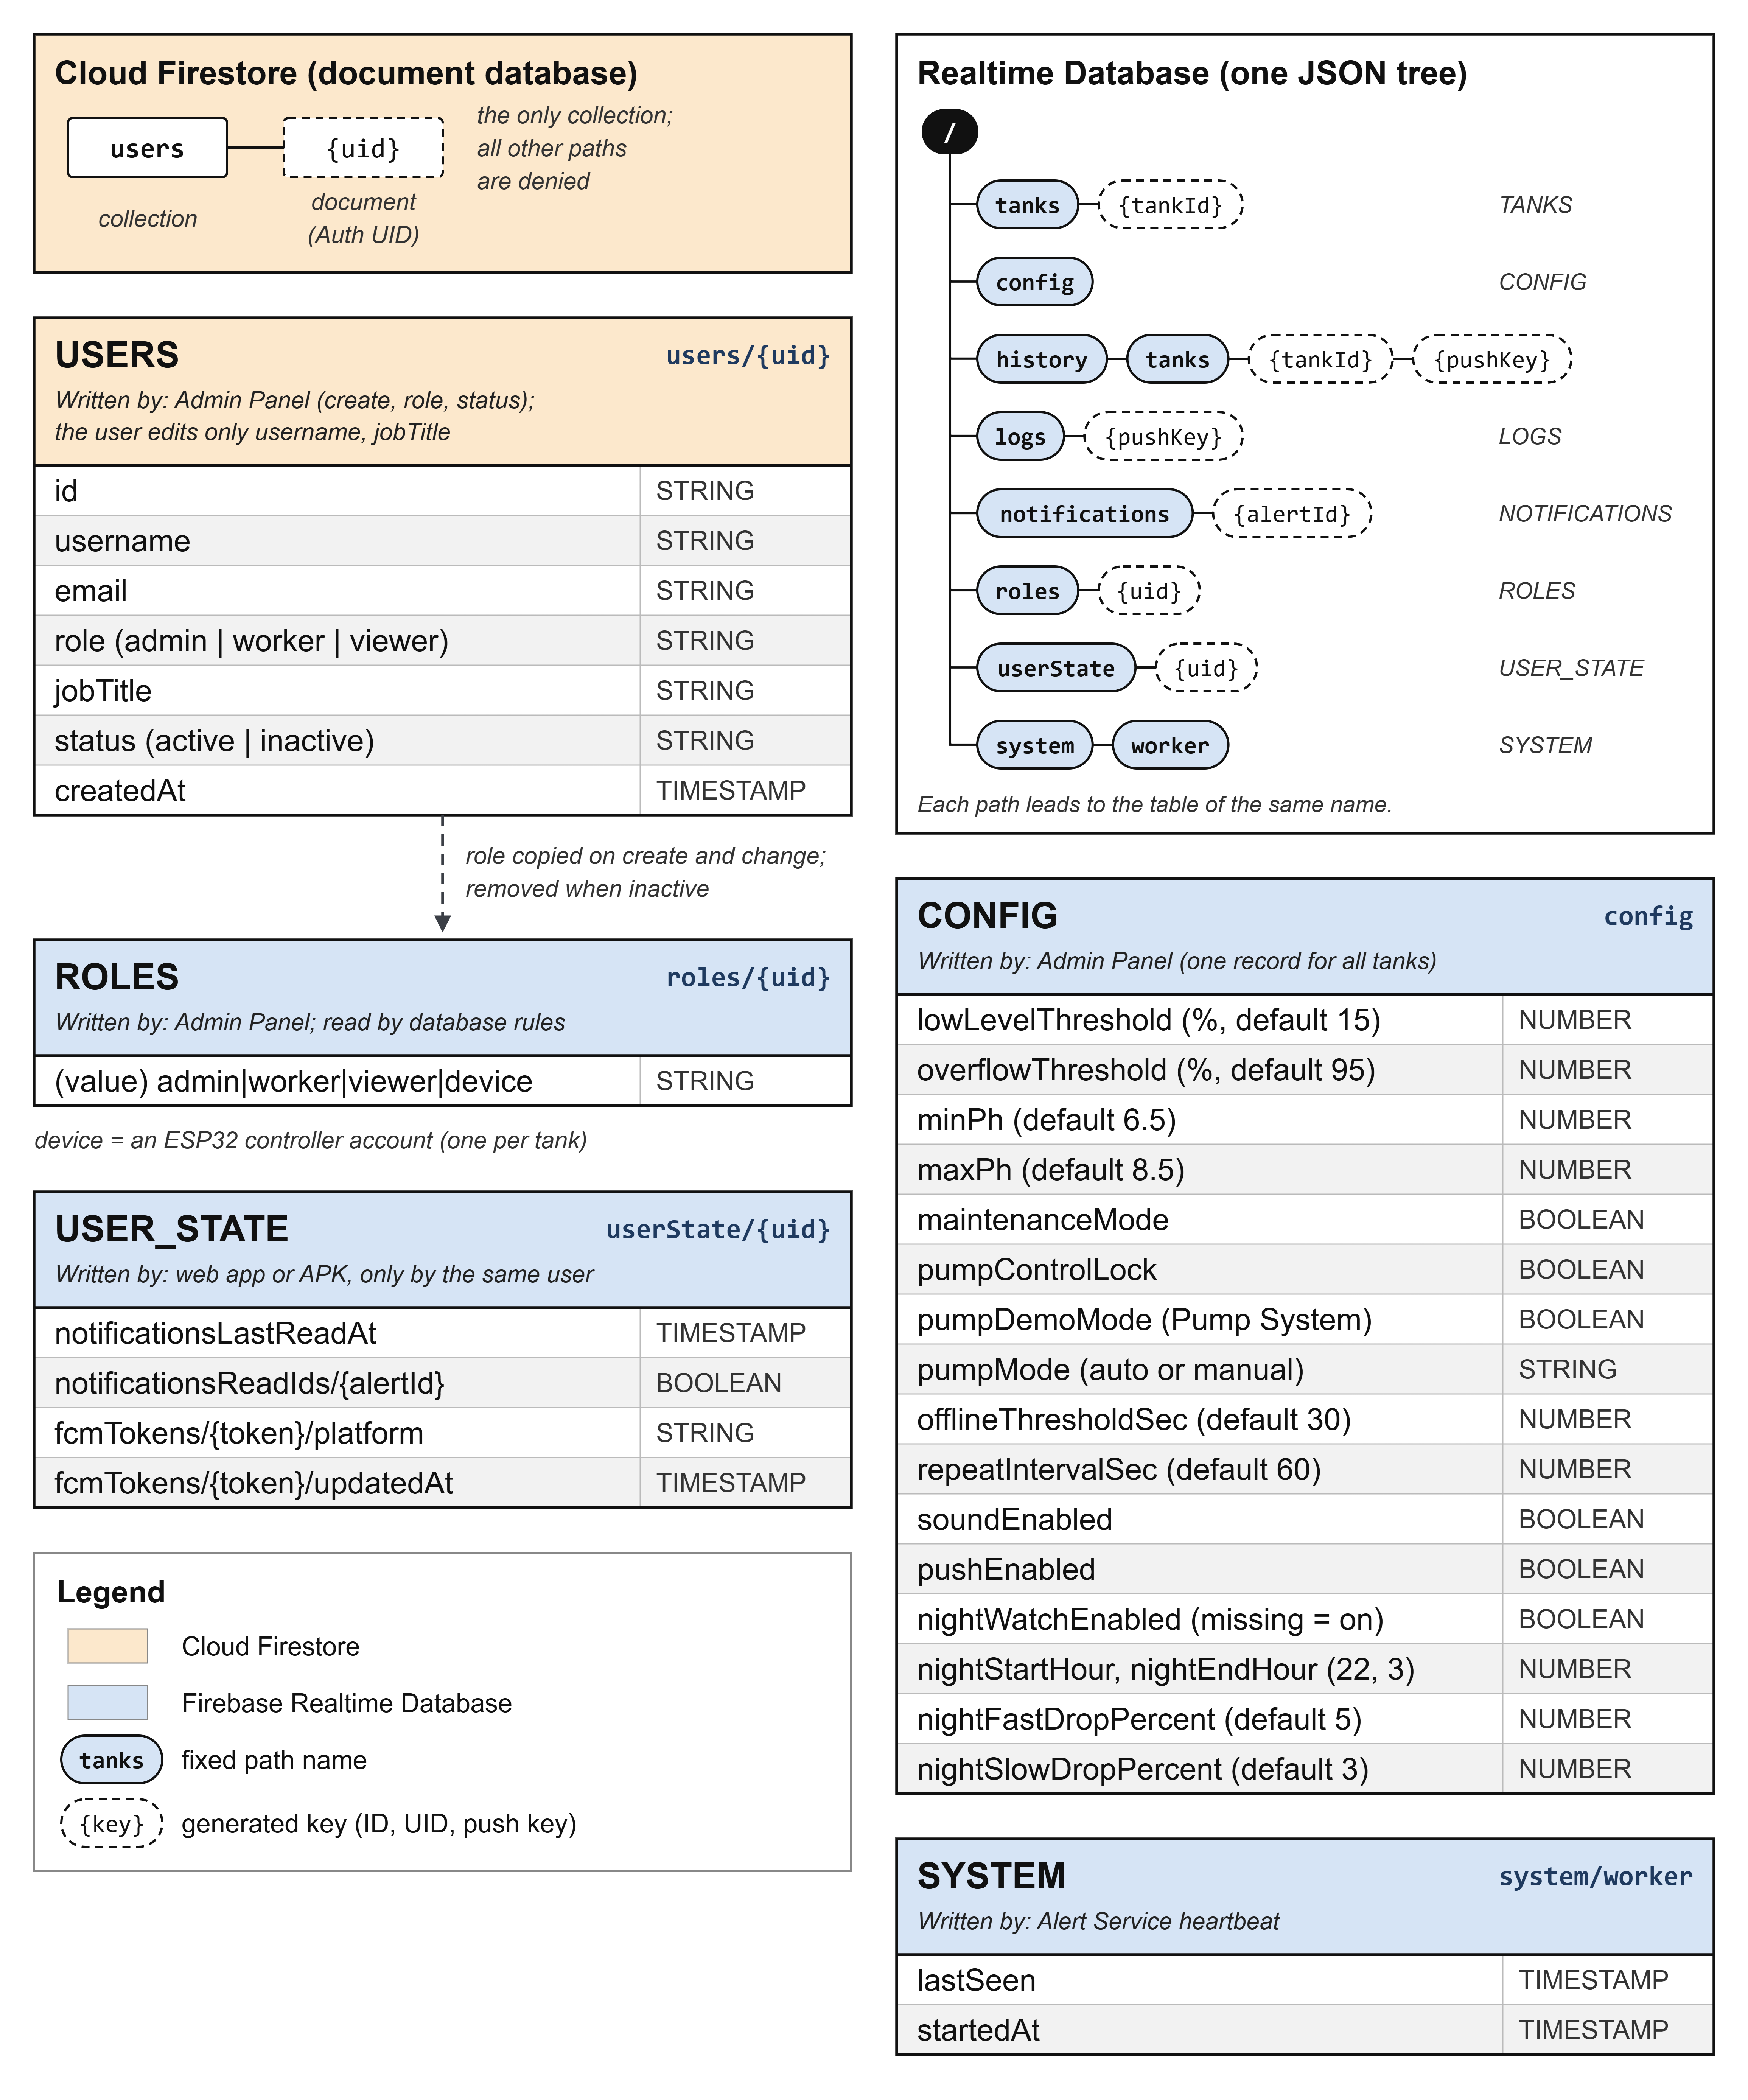 Cloud Firestore (document database)
users
{uid}
the only collection;
all other paths
are denied
collection
document
(Auth UID)
USERS
users/{uid}
Written by: Admin Panel (create, role, status);
the user edits only username, jobTitle
id STRING
username STRING
email STRING
role (admin | worker | viewer) STRING
jobTitle STRING
status (active | inactive) STRING
createdAt TIMESTAMP
role copied on create and change;
removed when inactive
ROLES
roles/{uid}
Written by: Admin Panel; read by database rules
(value) admin|worker|viewer|device STRING
device = an ESP32 controller account (one per tank)
USER_STATE
userState/{uid}
Written by: web app or APK, only by the same user
notificationsLastReadAt TIMESTAMP
notificationsReadIds/{alertId} BOOLEAN
fcmTokens/{token}/platform STRING
fcmTokens/{token}/updatedAt TIMESTAMP
Legend
Cloud Firestore
Firebase Realtime Database
tanks fixed path name
{key} generated key (ID, UID, push key)
Realtime Database (one JSON tree)
/
tanks {tankId} TANKS
config CONFIG
history tanks {tankId} {pushKey}
logs {pushKey} LOGS
notifications {alertId} NOTIFICATIONS
roles {uid} ROLES
userState {uid} USER_STATE
system worker SYSTEM
Each path leads to the table of the same name.
CONFIG
config
Written by: Admin Panel (one record for all tanks)
lowLevelThreshold (%, default 15) NUMBER
overflowThreshold (%, default 95) NUMBER
minPh (default 6.5) NUMBER
maxPh (default 8.5) NUMBER
maintenanceMode BOOLEAN
pumpControlLock BOOLEAN
pumpDemoMode (Pump System) BOOLEAN
pumpMode (auto or manual) STRING
offlineThresholdSec (default 30) NUMBER
repeatIntervalSec (default 60) NUMBER
soundEnabled BOOLEAN
pushEnabled BOOLEAN
nightWatchEnabled (missing = on) BOOLEAN
nightStartHour, nightEndHour (22, 3) NUMBER
nightFastDropPercent (default 5) NUMBER
nightSlowDropPercent (default 3) NUMBER
SYSTEM
system/worker
Written by: Alert Service heartbeat
lastSeen TIMESTAMP
startedAt TIMESTAMP